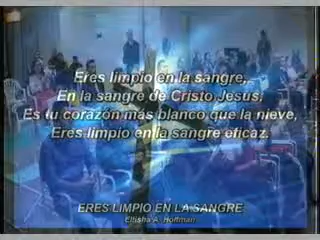 Eres limpio en la sangre,
En la sangre de Cristo Jesus;
Es tu corazón más blanco que la nieve,
Eres limpio en la sangre eficaz.
ERES LIMPIO EN LA SANGRE
Elisha A. Hoffman